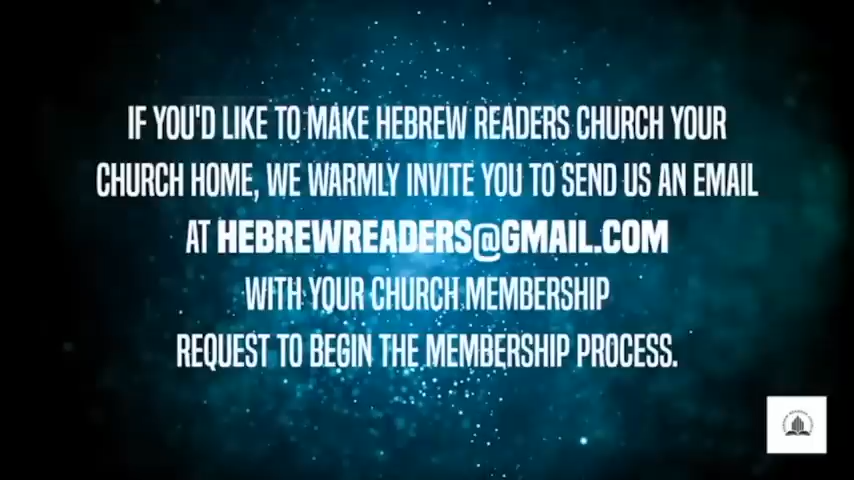 IF YOU'D LIKE TO MAKE HEBREW READERS CHURCH YOUR
CHURCH HOME, WE WARMLY INVITE YOU TO SEND US AN EMAIL
AT HEBREWREADERS@GMAIL.COM
WITH YOUR CHURCH MEMBERSHIP
REQUEST TO BEGIN THE MEMBERSHIP PROCESS.